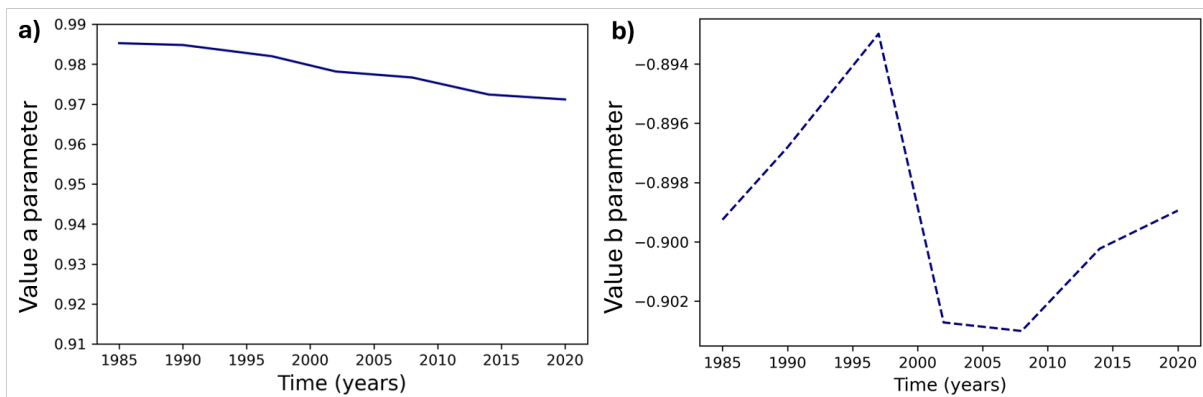 a)
Value a parameter
0.99
0.98
0.97
0.96
0.95
0.94
0.93
0.92
0.91
1985 1990 1995 2000 2005 2010 2015 2020
Time (years)
b)
Value b parameter
−0.894
−0.896
−0.898
−0.900
−0.902
1985 1990 1995 2000 2005 2010 2015 2020
Time (years)